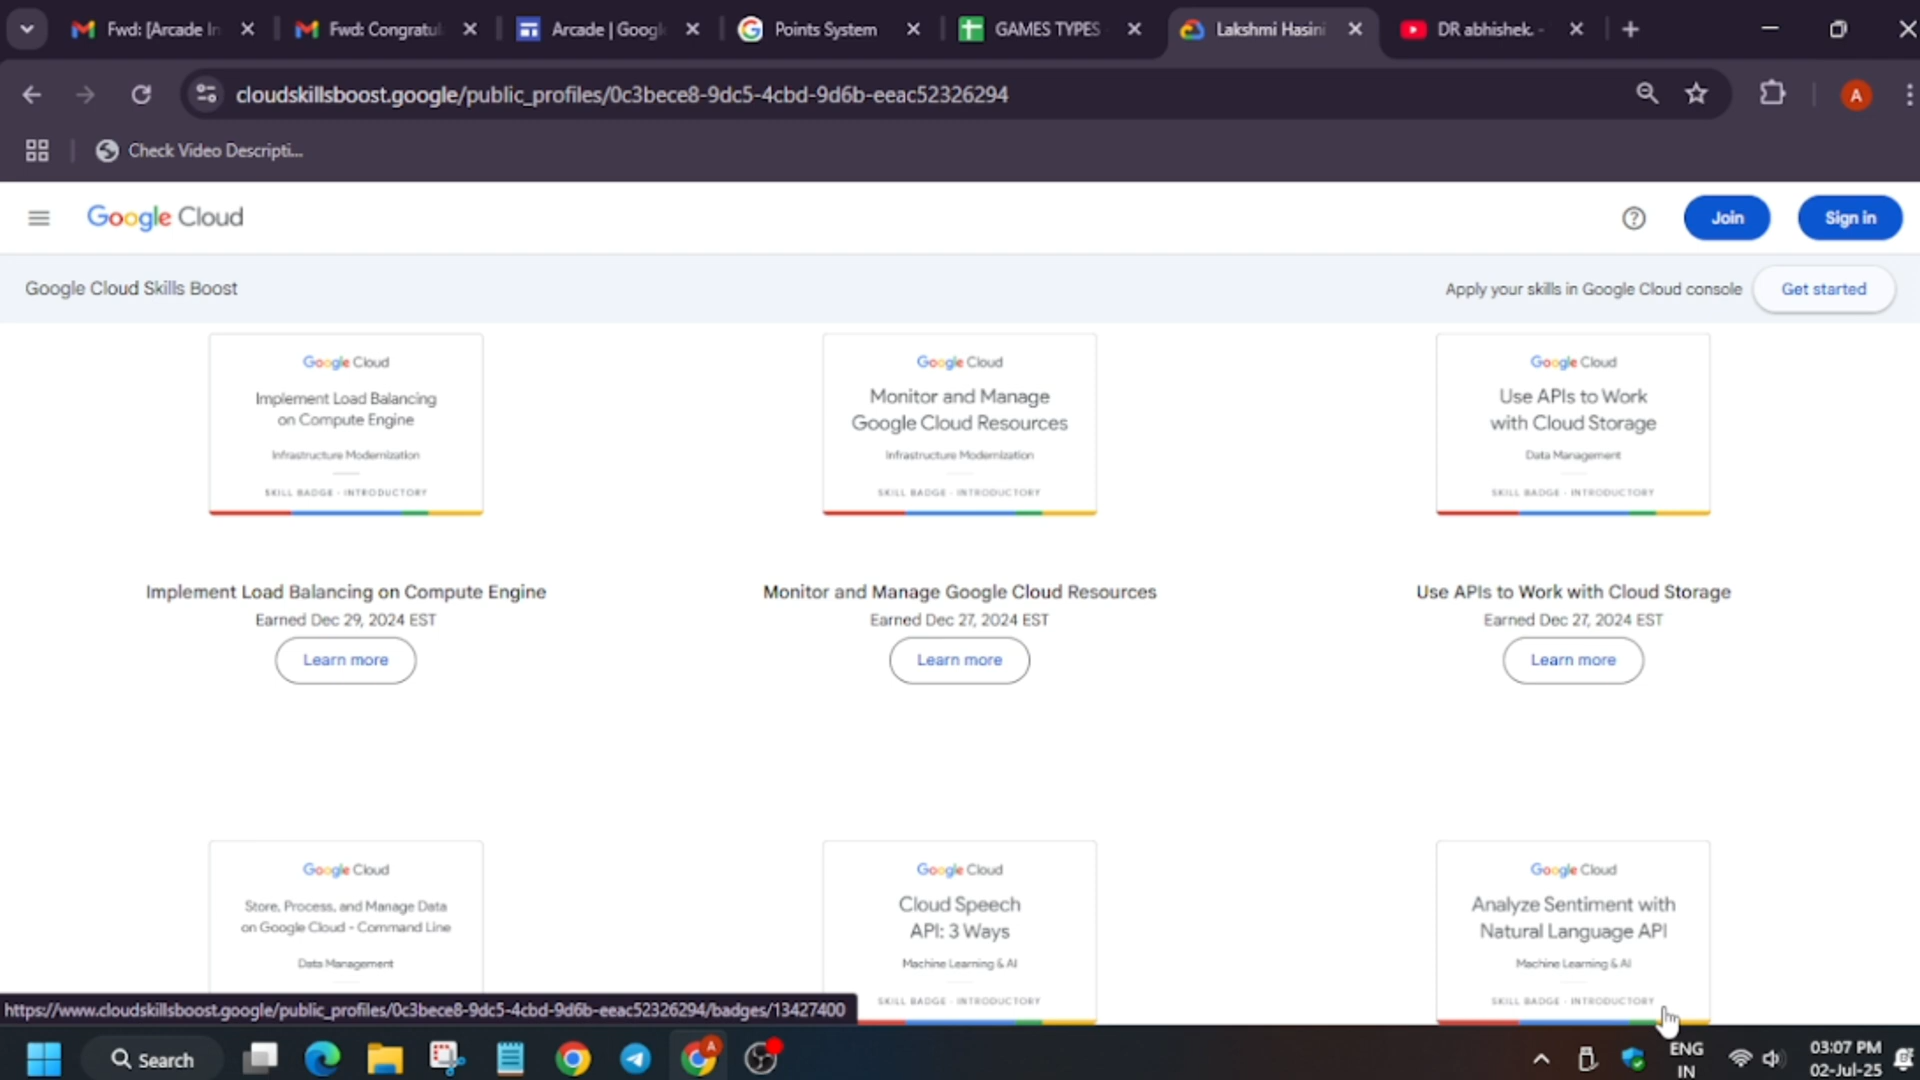 Fwd: [Arcade In
Fwd: Congratul
Arcade | Googl
Points System
GAMES TYPES
Lakshmi Hasini
DR abhishek. -
cloudskillsboost.google/public_profiles/0c3bece8-9dc5-4cbd-9d6b-eeac52326294
A
Check Video Descripti...
Google Cloud
Join
Sign in
Google Cloud Skills Boost
Apply your skills in Google Cloud console
Get started
Google Cloud
Implement Load Balancing
on Compute Engine
Infrastructure Modernization
SKILL BADGE · INTRODUCTORY
Google Cloud
Monitor and Manage
Google Cloud Resources
Infrastructure Modernization
SKILL BADGE · INTRODUCTORY
Google Cloud
Use APIs to Work
with Cloud Storage
Data Management
SKILL BADGE · INTRODUCTORY
Implement Load Balancing on Compute Engine
Earned Dec 29, 2024 EST
Learn more
Monitor and Manage Google Cloud Resources
Earned Dec 27, 2024 EST
Learn more
Use APIs to Work with Cloud Storage
Earned Dec 27, 2024 EST
Learn more
Google Cloud
Store, Process, and Manage Data
on Google Cloud - Command Line
Data Management
Google Cloud
Cloud Speech
API: 3 Ways
Machine Learning & AI
SKILL BADGE · INTRODUCTORY
Google Cloud
Analyze Sentiment with
Natural Language API
Machine Learning & AI
SKILL BADGE · INTRODUCTORY
https://www.cloudskillsboost.google/public_profiles/0c3bece8-9dc5-4cbd-9d6b-eeac52326294/badges/13427400
Search
A
ENG
IN
03:07 PM
02-Jul-25